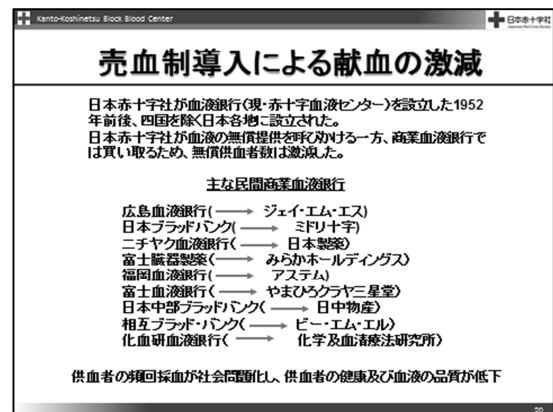 Kanto-Koshinetsu Block Blood Center
日本赤十字社
売血制導入による献血の激減
日本赤十字社が血液銀行(現・赤十字血液センター)を設立した1952
年前後、四国を除く日本各地に設立された。
日本赤十字社が血液の無償提供を呼びかける一方、商業血液銀行で
は買い取るため、無償供血者数は激減した。
主な民間商業血液銀行
広島血液銀行(→ ジェイ・エム・エス)
日本ブラッドバンク(→ ミドリ十字)
ニチヤク血液銀行(→ 日本製薬)
富士臓器製薬(→ みらかホールディングス)
福岡血液銀行(→ アステム)
富士血液銀行(→ やまひろクラヤ三星堂)
日本中部ブラッドバンク(→ 日中物産)
相互ブラッド・バンク(→ ビー・エム・エル)
化血研血液銀行(→ 化学及血清療法研究所)
供血者の頻回採血が社会問題化し、供血者の健康及び血液の品質が低下